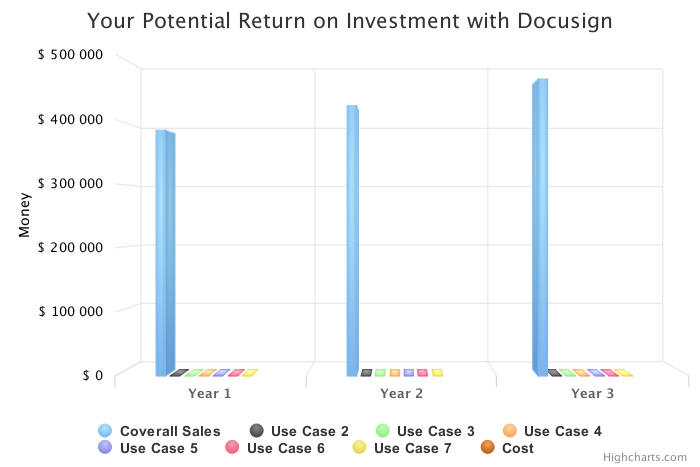 Your Potential Return on Investment with Docusign
$ 500 000
$ 400 000
$ 300 000
$ 200 000
$ 100 000
$ 0
Money
Year 1 Year 2 Year 3
Coverall Sales Use Case 2 Use Case 3 Use Case 4
Use Case 5 Use Case 6 Use Case 7 Cost
Highcharts.com